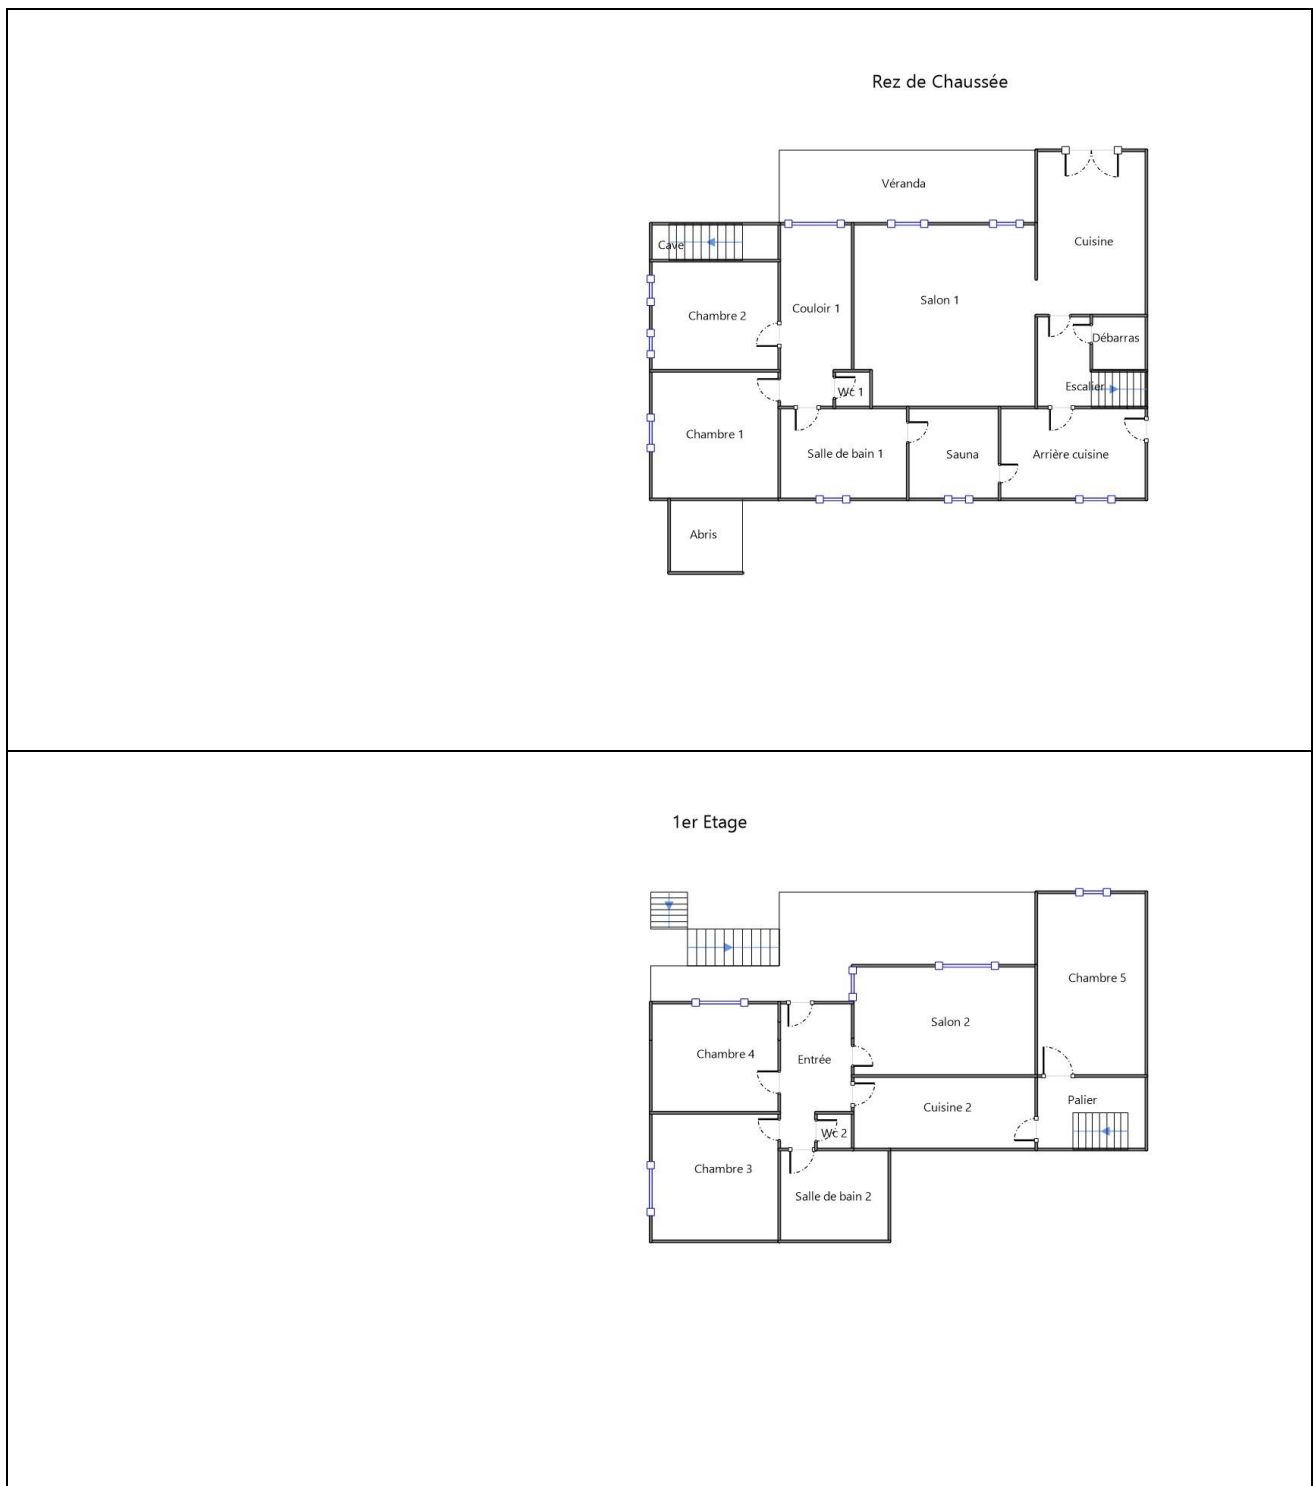 Rez de Chaussée
Véranda
Cuisine
Cave
Salon 1
Couloir 1
Chambre 2
Débarras
Escalier
Wc 1
Chambre 1
Salle de bain 1
Sauna
Arrière cuisine
Abris
1er Etage
Chambre 5
Salon 2
Chambre 4
Entrée
Palier
Cuisine 2
Wc 2
Chambre 3
Salle de bain 2